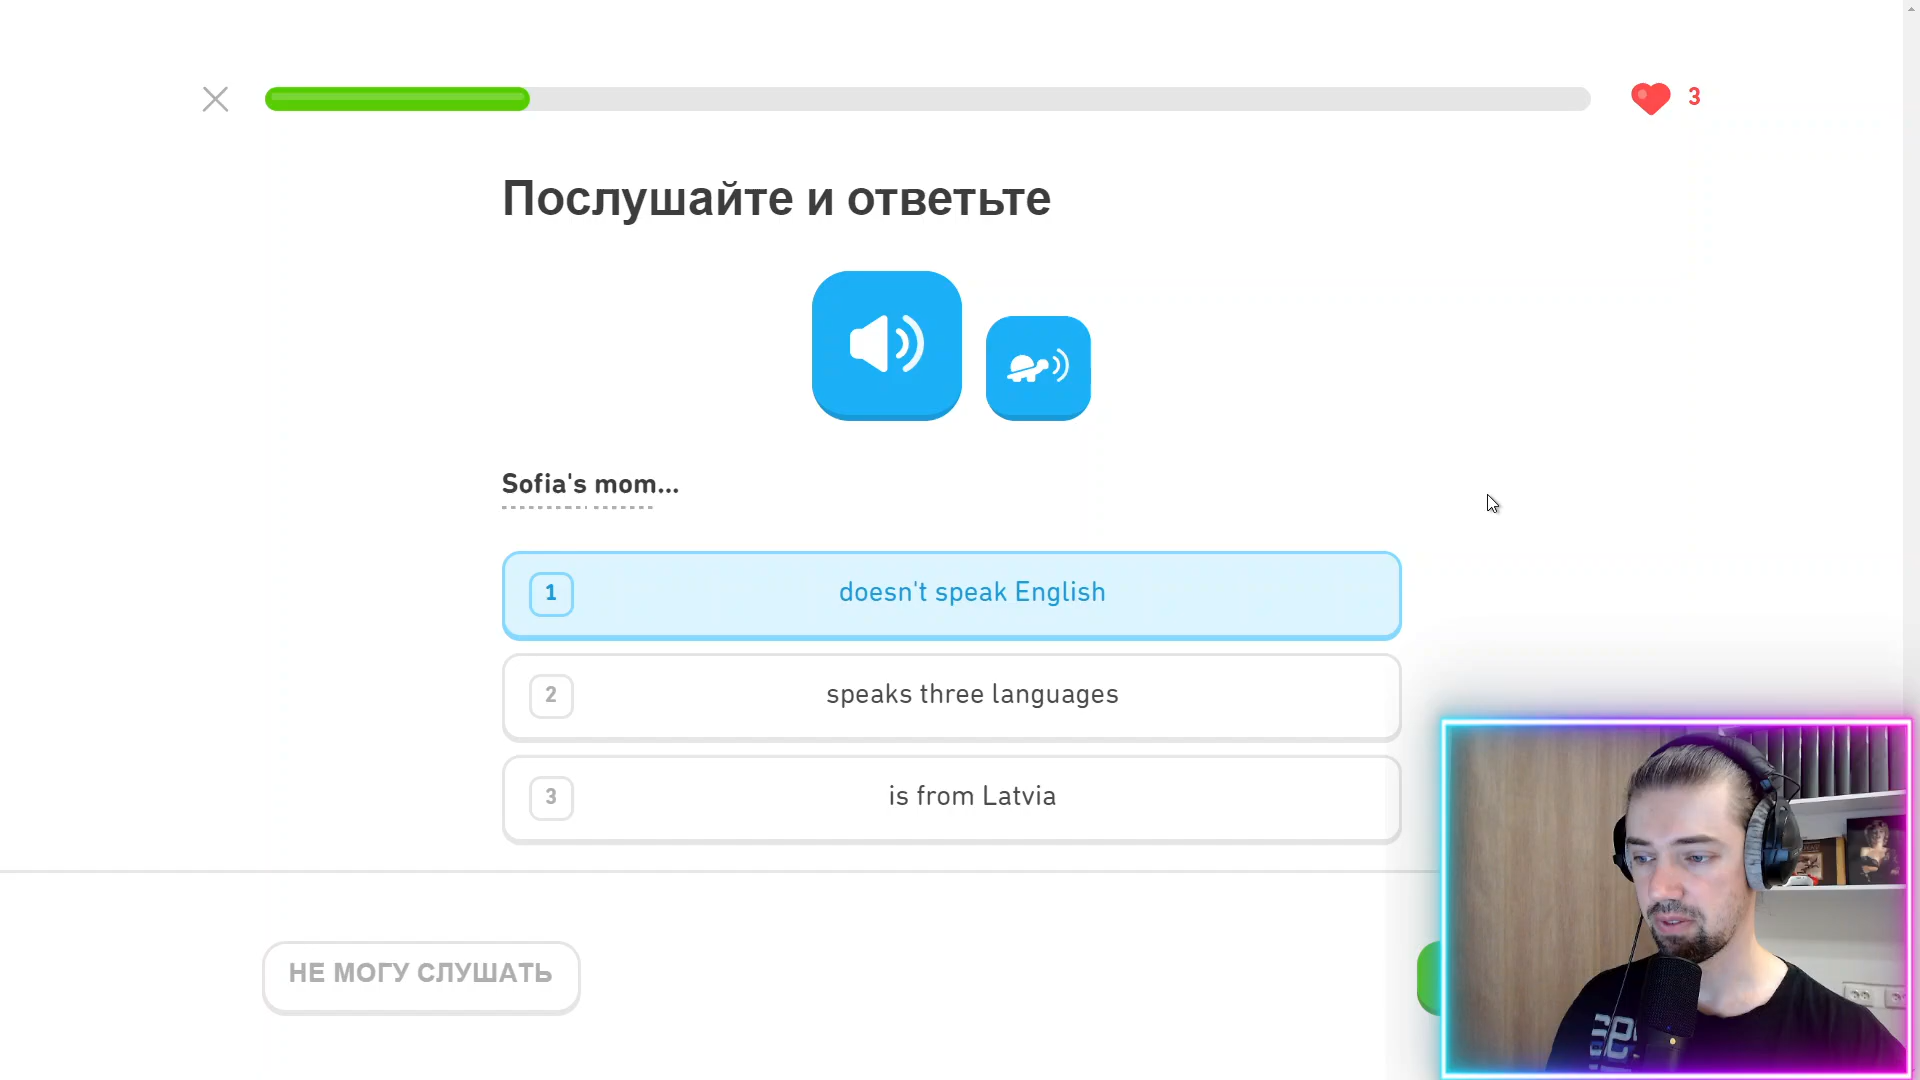 3
Послушайте и ответьте
Sofia's mom...
1 doesn't speak English
2 speaks three languages
3 is from Latvia
НЕ МОГУ СЛУШАТЬ